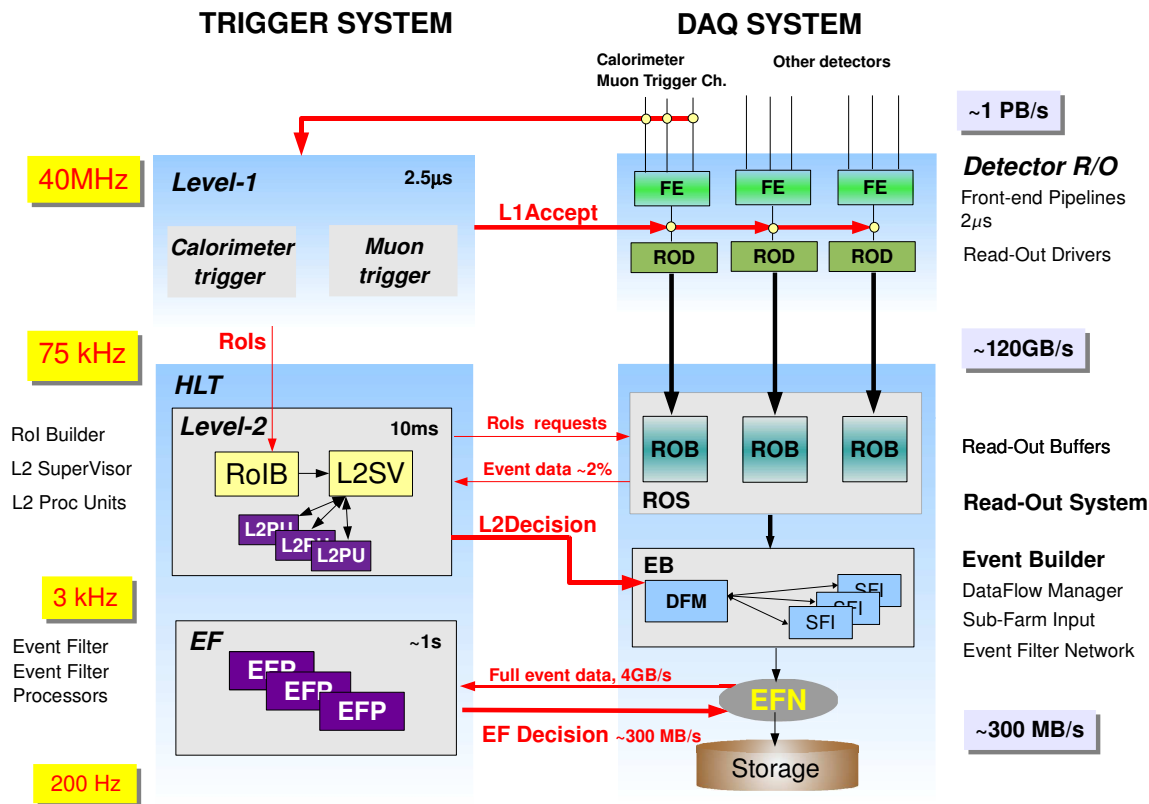 TRIGGER SYSTEM
DAQ SYSTEM
Calorimeter
Muon Trigger Ch.
Other detectors
~1 PB/s
40MHz
Level-1
2.5μs
Calorimeter
trigger
Muon
trigger
L1Accept
FE
FE
FE
ROD
ROD
ROD
Detector R/O
Front-end Pipelines
2μs
Read-Out Drivers
75 kHz
RoIs
~120GB/s
HLT
Level-2
10ms
RoIB
L2SV
L2PU
L2PU
L2PU
RoI Builder
L2 SuperVisor
L2 Proc Units
RoIs requests
Event data ~2%
L2Decision
ROB
ROB
ROB
ROS
Read-Out Buffers
Read-Out System
EB
DFM
SFI
SFI
SFI
Event Builder
DataFlow Manager
Sub-Farm Input
Event Filter Network
3 kHz
Event Filter
Event Filter
Processors
EF
~1s
EFP
EFP
EFP
Full event data, 4GB/s
EF Decision ~300 MB/s
EFN
Storage
~300 MB/s
200 Hz